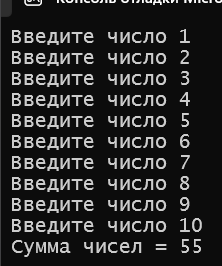 Консоль отладки Micro
Введите число 1
Введите число 2
Введите число 3
Введите число 4
Введите число 5
Введите число 6
Введите число 7
Введите число 8
Введите число 9
Введите число 10
Сумма чисел = 55